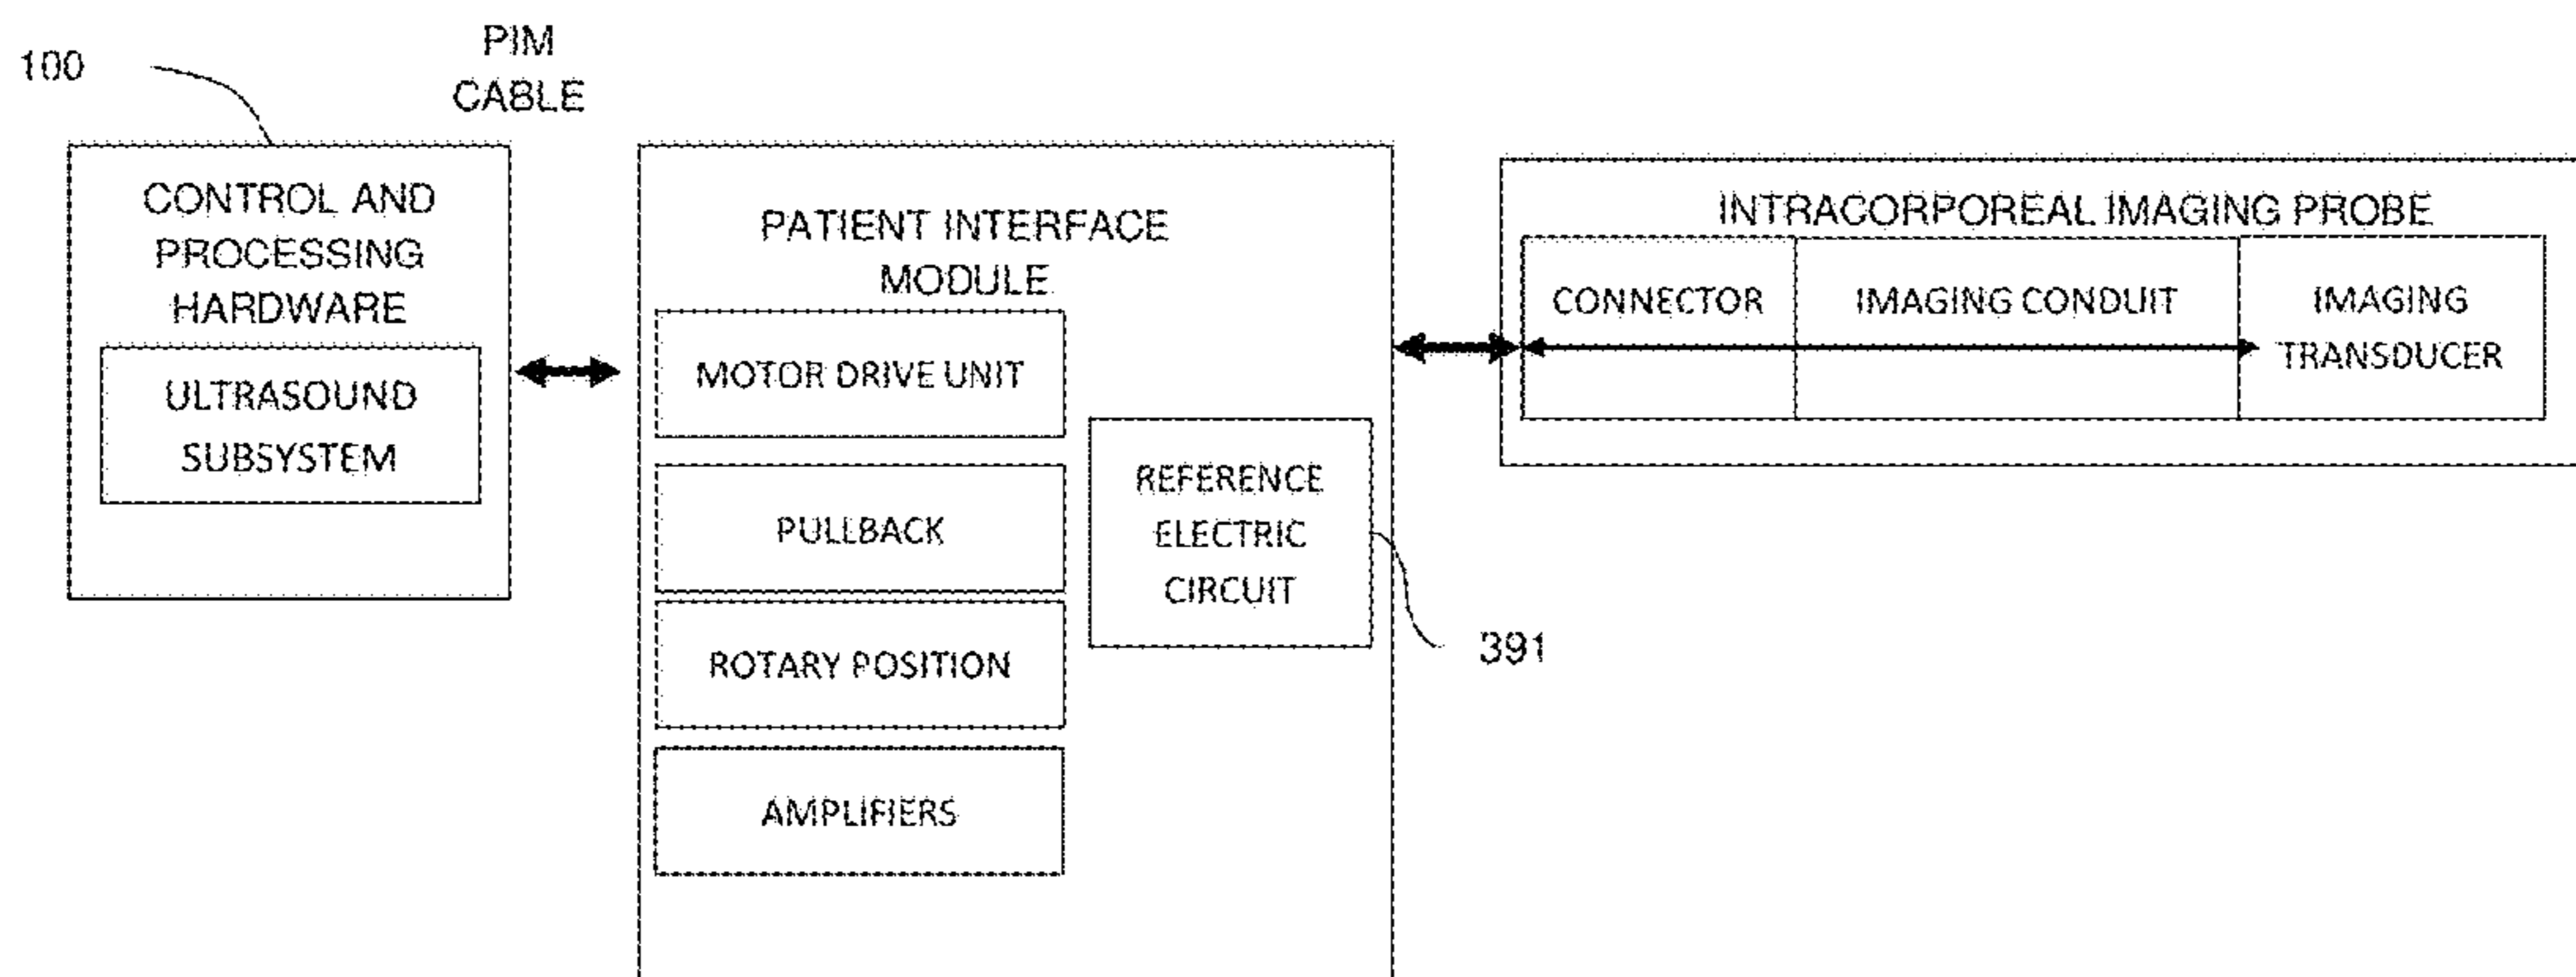 100
PIM
CABLE
CONTROL AND
PROCESSING
HARDWARE
ULTRASOUND
SUBSYSTEM
PATIENT INTERFACE
MODULE
MOTOR DRIVE UNIT
PULLBACK
ROTARY POSITION
AMPLIFIERS
REFERENCE
ELECTRIC
CIRCUIT
391
INTRACORPOREAL IMAGING PROBE
CONNECTOR
IMAGING CONDUIT
IMAGING
TRANSDUCER